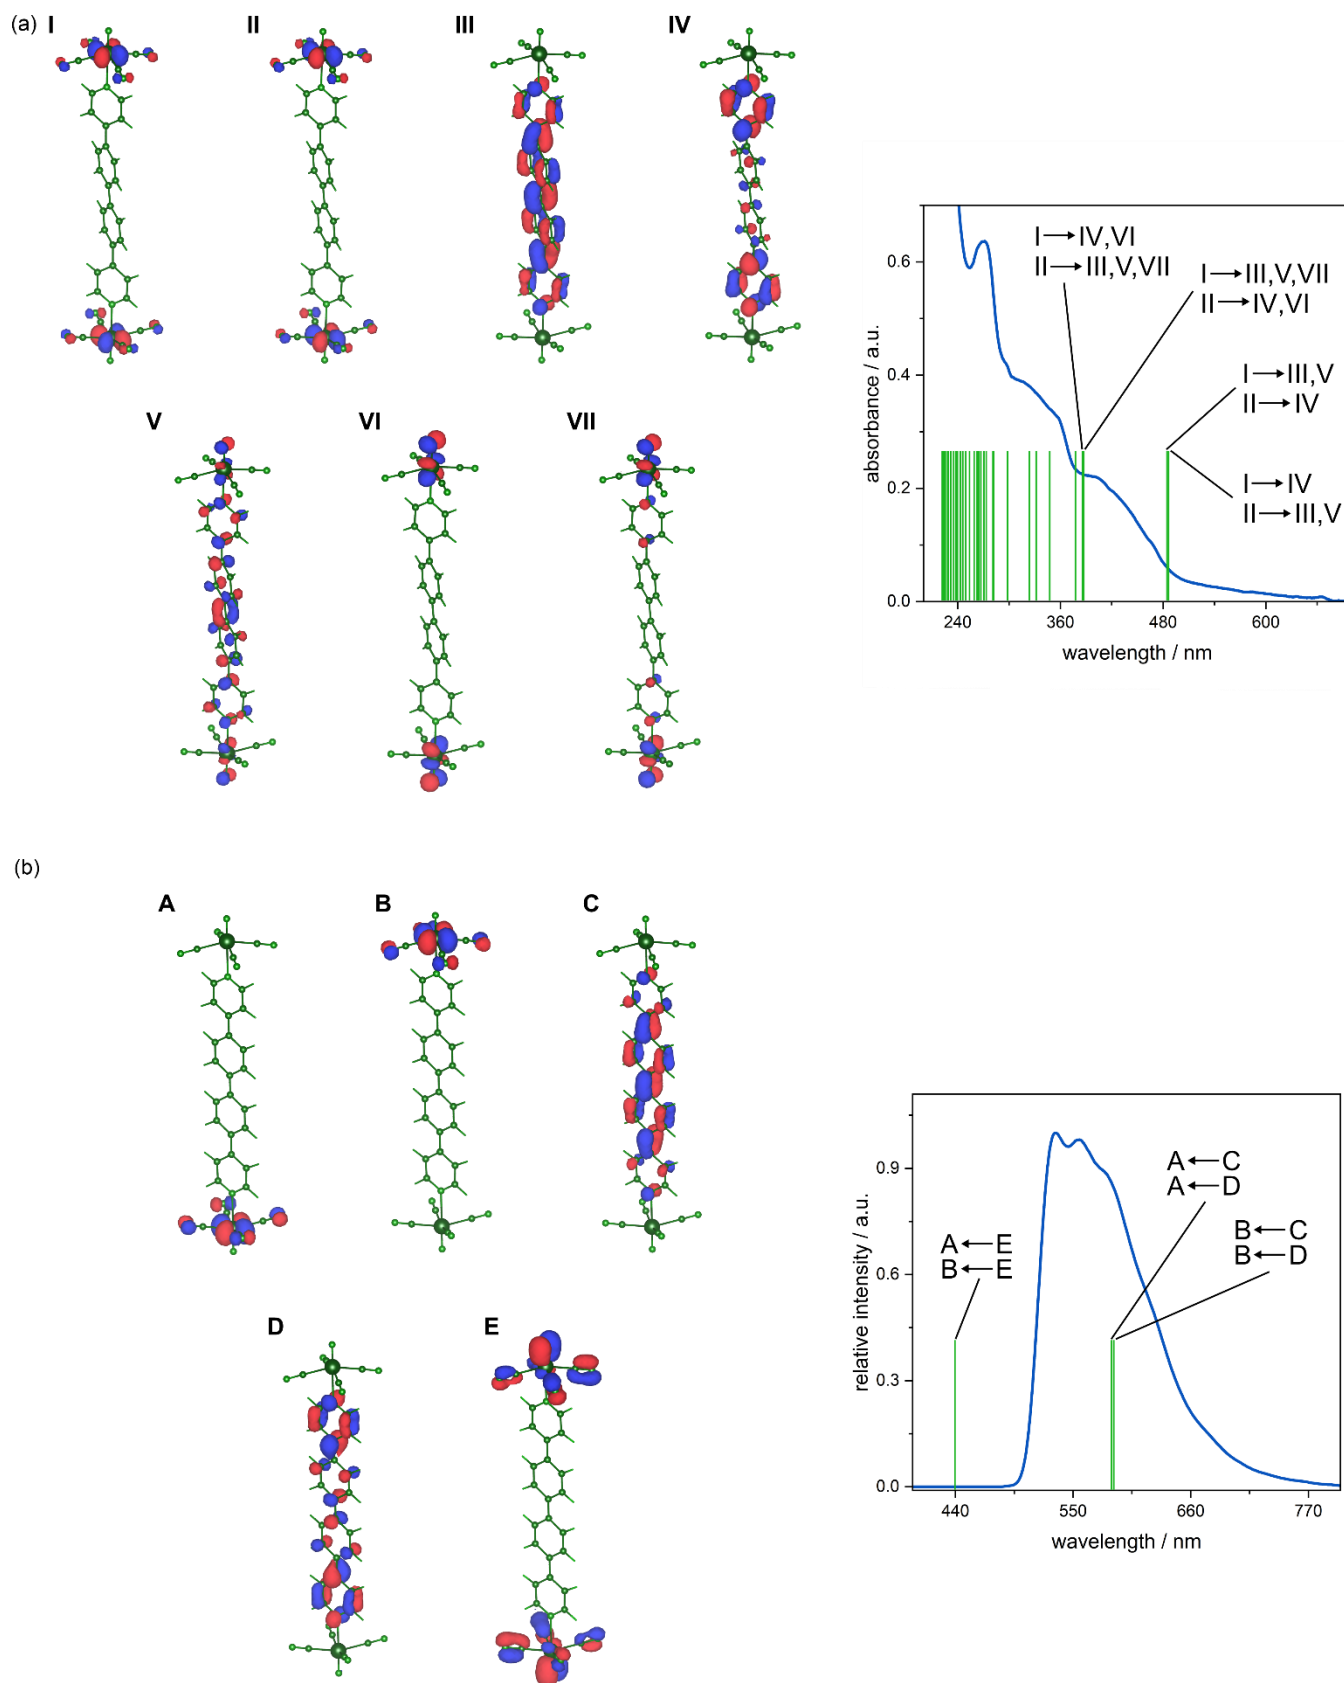 (a) I II III IV
V VI VII
I→IV,VI
II→III,V,VII
I→III,V,VII
II→IV,VI
I→III,V
II→IV
I→IV
II→III,V
absorbance / a.u.
0.6
0.4
0.2
0.0
240 360 480 600
wavelength / nm
(b)
A B C
D E
A←E
B←E
A←C
A←D
B←C
B←D
relative intensity / a.u.
0.9
0.6
0.3
0.0
440 550 660 770
wavelength / nm